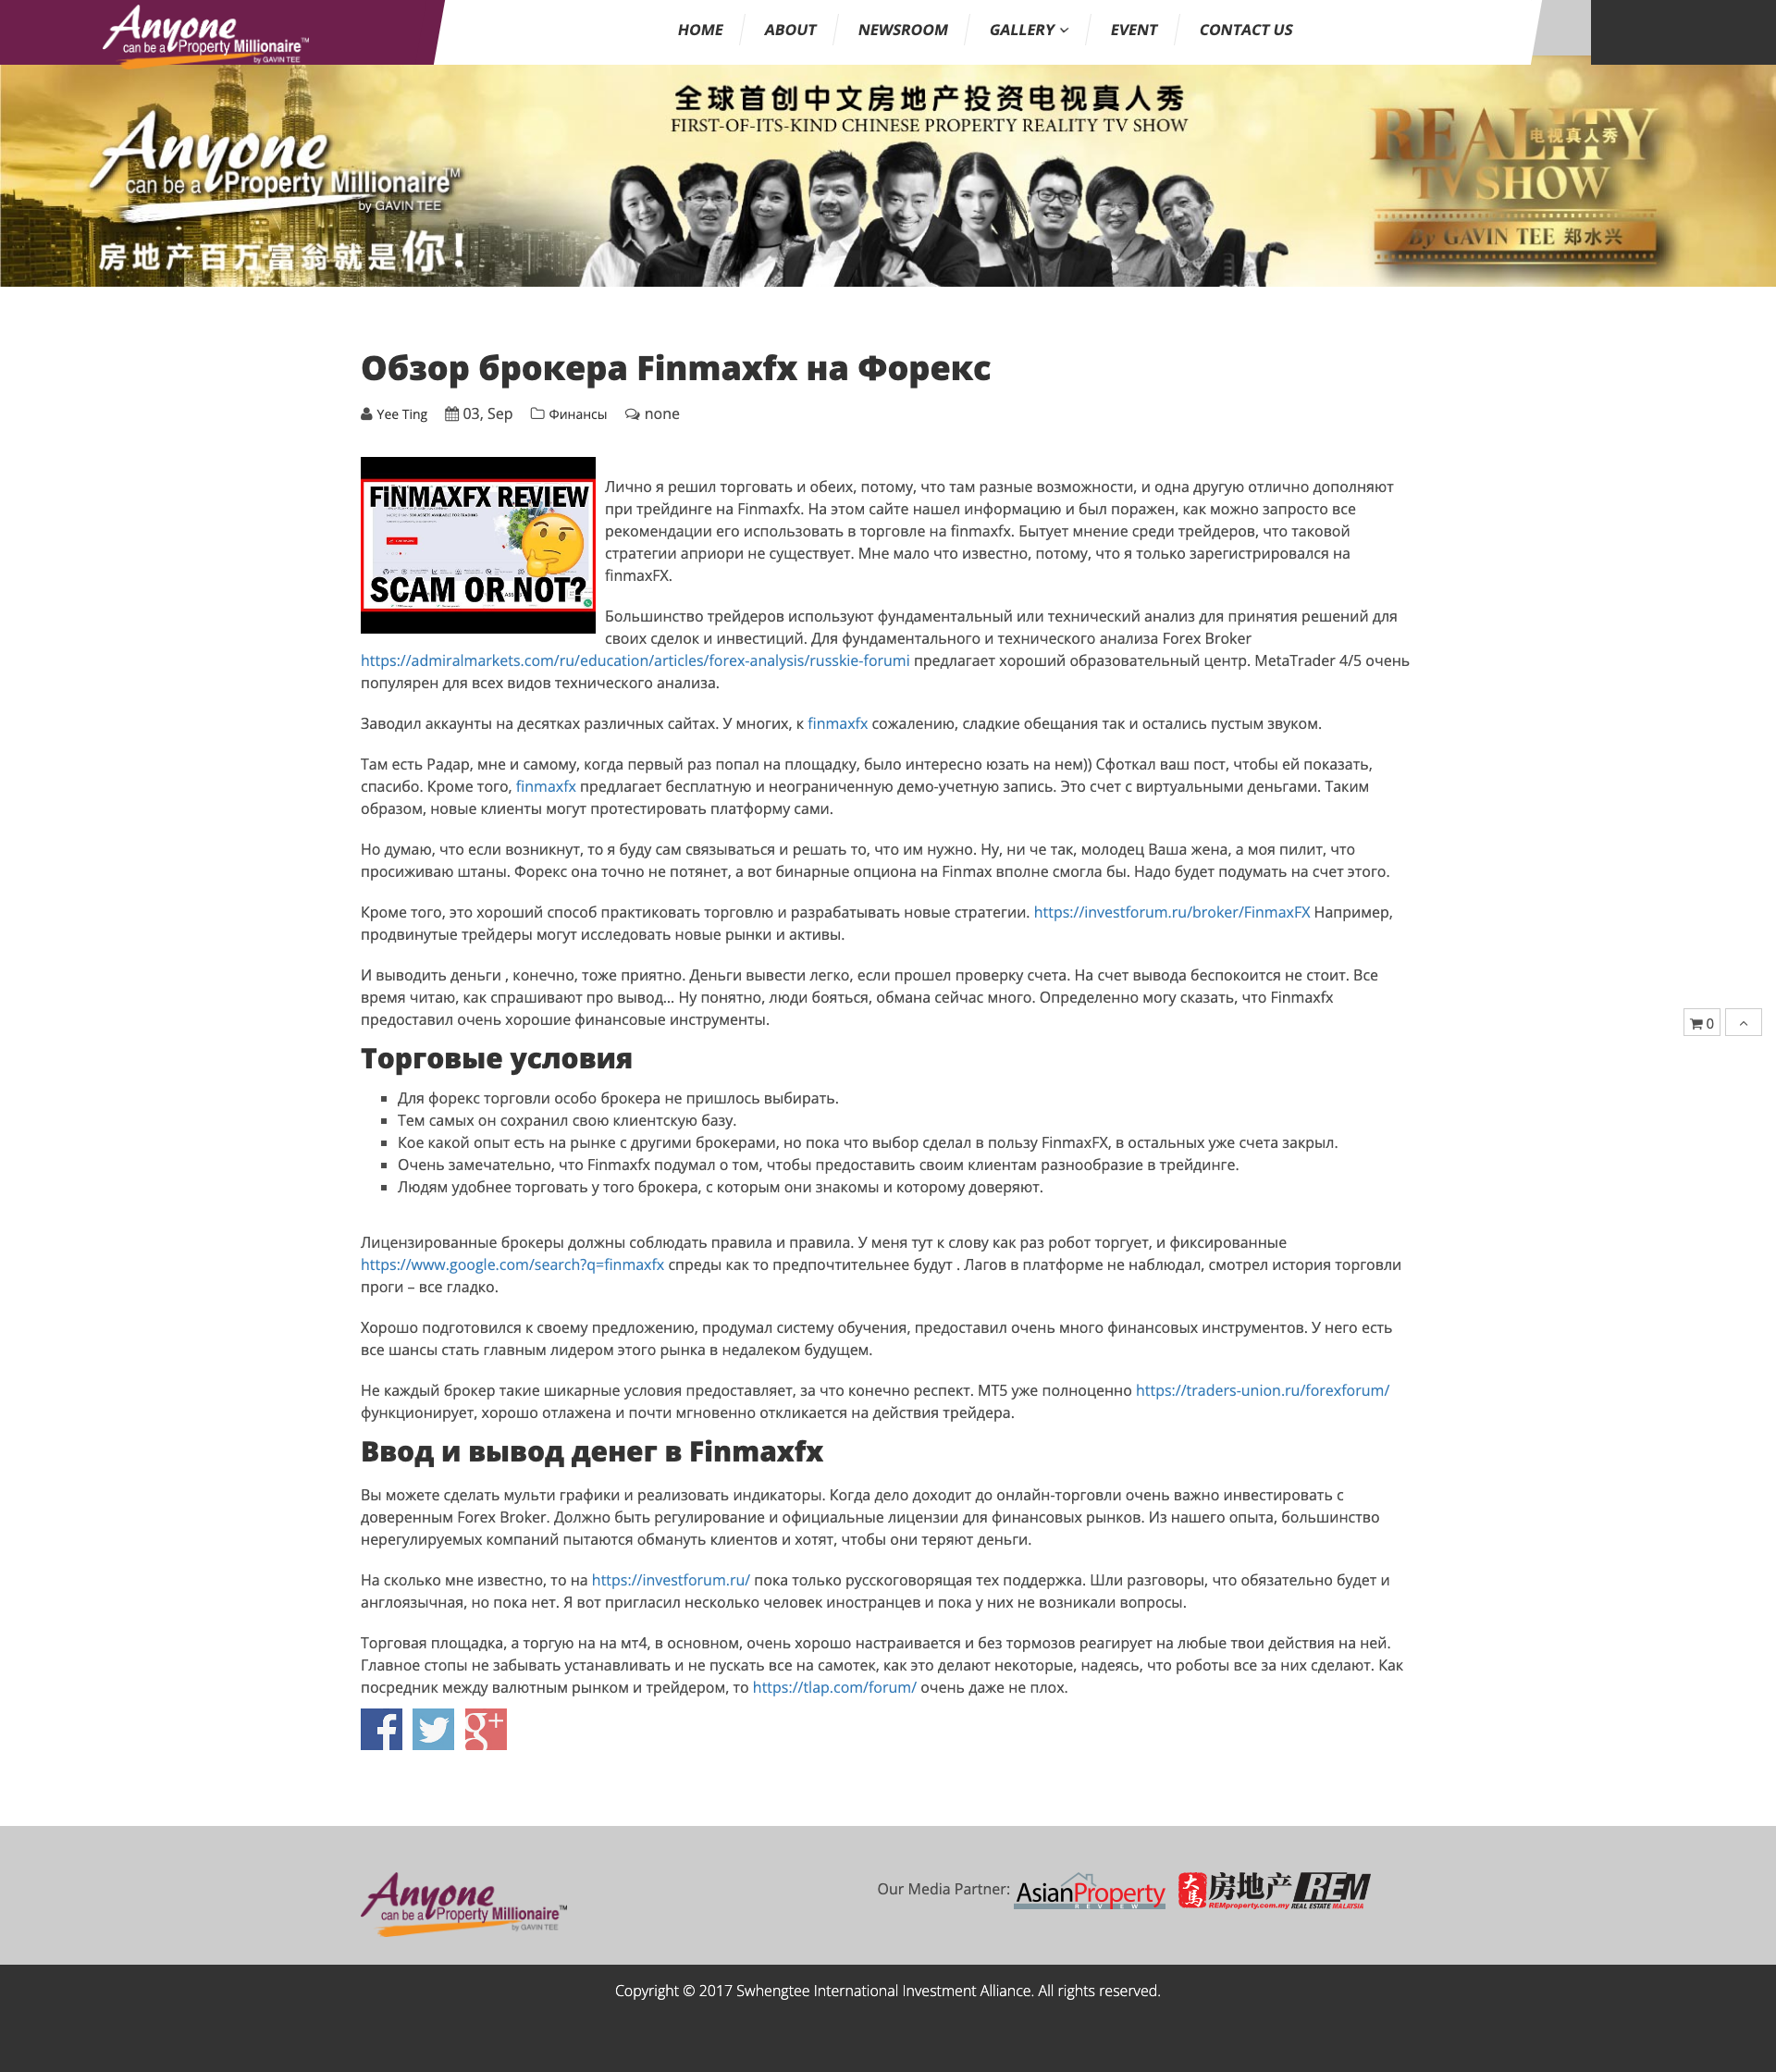 Anyone
can be a Property Millionaire™
by GAVIN TEE
HOME
ABOUT
NEWSROOM
GALLERY
EVENT
CONTACT US
全球首创中文房地产投资电视真人秀
FIRST-OF-ITS-KIND CHINESE PROPERTY REALITY TV SHOW
Anyone
can be a Property Millionaire™
by GAVIN TEE
房地产百万富翁就是你!
REALITY
电视真人秀
TV SHOW
By GAVIN TEE 郑水兴
Обзор брокера Finmaxfx на Форекс
Yee Ting 03, Sep Финансы none
FiNMAXFX REVIEW
SCAM OR NOT?
Лично я решил торговать и обеих, потому, что там разные возможности, и одна другую отлично дополняют
при трейдинге на Finmaxfx. На этом сайте нашел информацию и был поражен, как можно запросто все
рекомендации его использовать в торговле на finmaxfx. Бытует мнение среди трейдеров, что таковой
стратегии априори не существует. Мне мало что известно, потому, что я только зарегистрировался на
finmaxFX.
Большинство трейдеров используют фундаментальный или технический анализ для принятия решений для
своих сделок и инвестиций. Для фундаментального и технического анализа Forex Broker
https://admiralmarkets.com/ru/education/articles/forex-analysis/russkie-forumi предлагает хороший образовательный центр. MetaTrader 4/5 очень
популярен для всех видов технического анализа.
Заводил аккаунты на десятках различных сайтах. У многих, к finmaxfx сожалению, сладкие обещания так и остались пустым звуком.
Там есть Радар, мне и самому, когда первый раз попал на площадку, было интересно юзать на нем)) Сфоткал ваш пост, чтобы ей показать,
спасибо. Кроме того, finmaxfx предлагает бесплатную и неограниченную демо-учетную запись. Это счет с виртуальными деньгами. Таким
образом, новые клиенты могут протестировать платформу сами.
Но думаю, что если возникнут, то я буду сам связываться и решать то, что им нужно. Ну, ни че так, молодец Ваша жена, а моя пилит, что
просиживаю штаны. Форекс она точно не потянет, а вот бинарные опциона на Finmax вполне смогла бы. Надо будет подумать на счет этого.
Кроме того, это хороший способ практиковать торговлю и разрабатывать новые стратегии. https://investforum.ru/broker/FinmaxFX Например,
продвинутые трейдеры могут исследовать новые рынки и активы.
И выводить деньги , конечно, тоже приятно. Деньги вывести легко, если прошел проверку счета. На счет вывода беспокоится не стоит. Все
время читаю, как спрашивают про вывод… Ну понятно, люди бояться, обмана сейчас много. Определенно могу сказать, что Finmaxfx
предоставил очень хорошие финансовые инструменты.
0
Торговые условия
Для форекс торговли особо брокера не пришлось выбирать.
Тем самых он сохранил свою клиентскую базу.
Кое какой опыт есть на рынке с другими брокерами, но пока что выбор сделал в пользу FinmaxFX, в остальных уже счета закрыл.
Очень замечательно, что Finmaxfx подумал о том, чтобы предоставить своим клиентам разнообразие в трейдинге.
Людям удобнее торговать у того брокера, с которым они знакомы и которому доверяют.
Лицензированные брокеры должны соблюдать правила и правила. У меня тут к слову как раз робот торгует, и фиксированные
https://www.google.com/search?q=finmaxfx спреды как то предпочтительнее будут . Лагов в платформе не наблюдал, смотрел история торговли
проги – все гладко.
Хорошо подготовился к своему предложению, продумал систему обучения, предоставил очень много финансовых инструментов. У него есть
все шансы стать главным лидером этого рынка в недалеком будущем.
Не каждый брокер такие шикарные условия предоставляет, за что конечно респект. МТ5 уже полноценно https://traders-union.ru/forexforum/
функционирует, хорошо отлажена и почти мгновенно откликается на действия трейдера.
Ввод и вывод денег в Finmaxfx
Вы можете сделать мульти графики и реализовать индикаторы. Когда дело доходит до онлайн-торговли очень важно инвестировать с
доверенным Forex Broker. Должно быть регулирование и официальные лицензии для финансовых рынков. Из нашего опыта, большинство
нерегулируемых компаний пытаются обмануть клиентов и хотят, чтобы они теряют деньги.
На сколько мне известно, то на https://investforum.ru/ пока только русскоговорящая тех поддержка. Шли разговоры, что обязательно будет и
англоязычная, но пока нет. Я вот пригласил несколько человек иностранцев и пока у них не возникали вопросы.
Торговая площадка, а торгую на на мт4, в основном, очень хорошо настраивается и без тормозов реагирует на любые твои действия на ней.
Главное стопы не забывать устанавливать и не пускать все на самотек, как это делают некоторые, надеясь, что роботы все за них сделают. Как
посредник между валютным рынком и трейдером, то https://tlap.com/forum/ очень даже не плох.
Anyone
can be a Property Millionaire™
by GAVIN TEE
Our Media Partner: AsianProperty
REVIEW
大馬房地产REM
REMproperty.com.my REAL ESTATE MALAYSIA
Copyright © 2017 Swhengtee International Investment Alliance. All rights reserved.